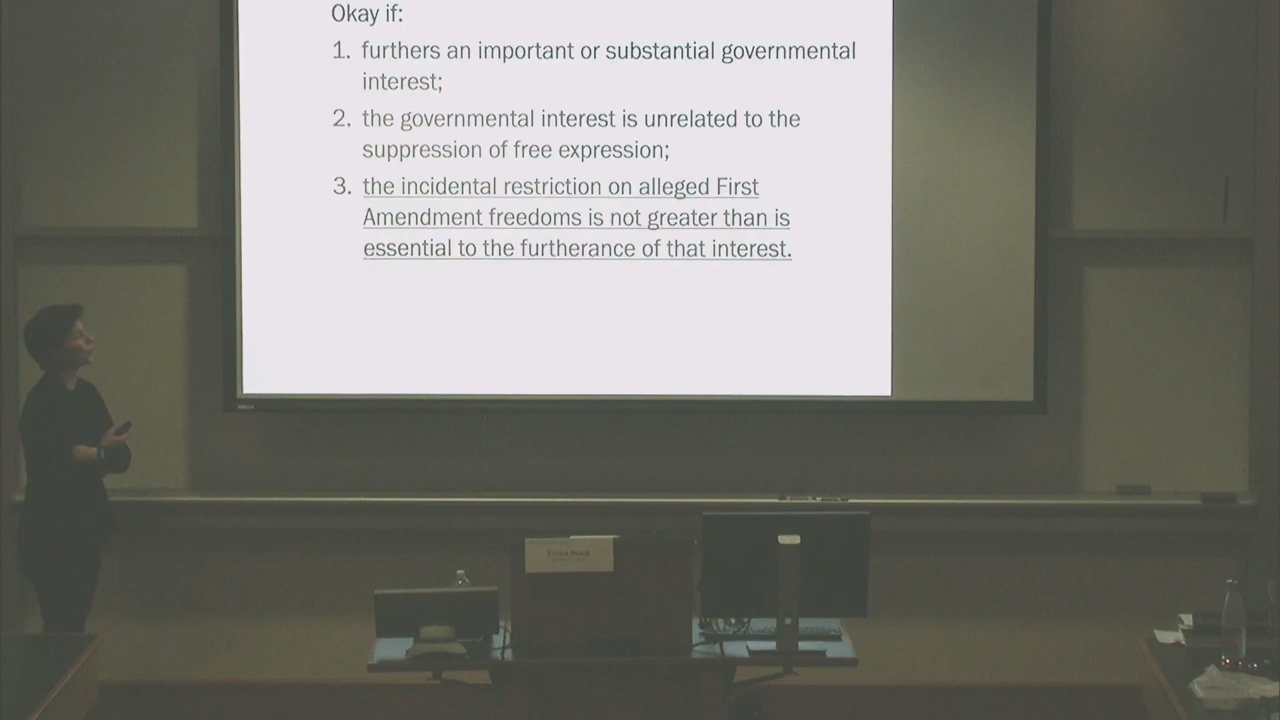 Okay if:
1. furthers an important or substantial governmental
interest;
2. the governmental interest is unrelated to the
suppression of free expression;
3. the incidental restriction on alleged First
Amendment freedoms is not greater than is
essential to the furtherance of that interest.